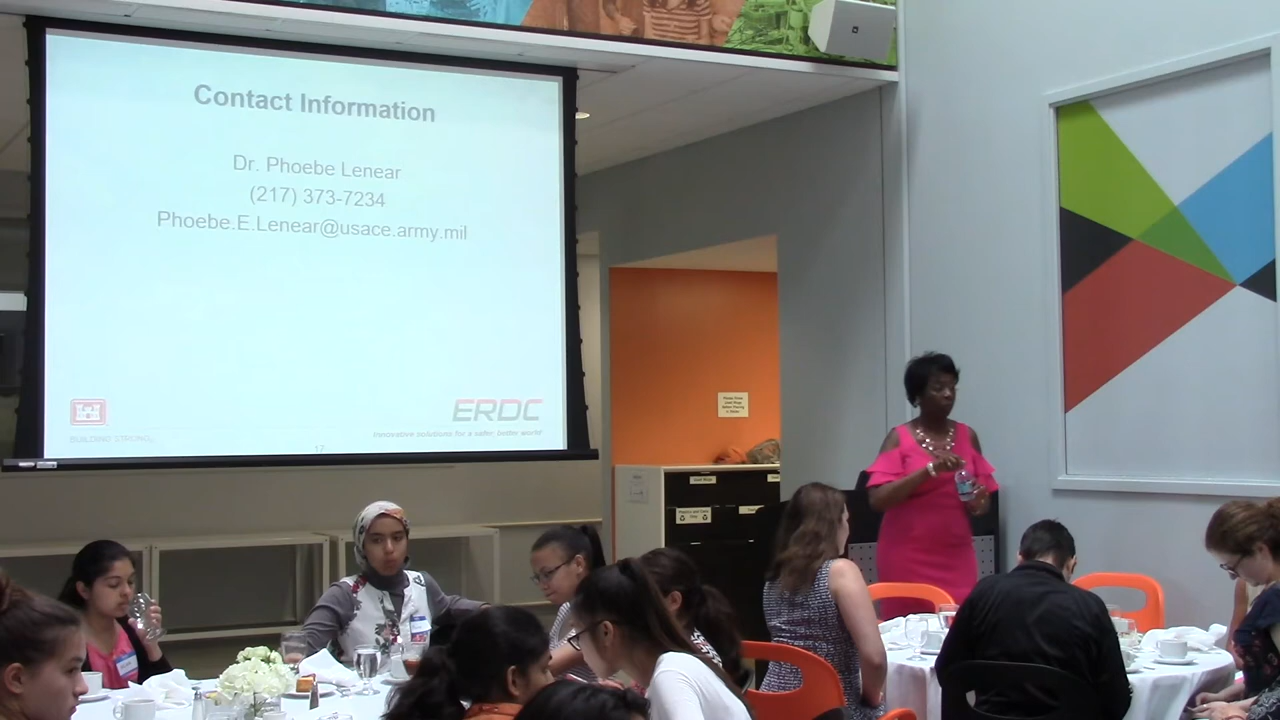 Contact Information
Dr. Phoebe Lenear
(217) 373-7234
Phoebe.E.Lenear@usace.army.mil
BUILDING STRONG
ERDC
Innovative solutions for a safer, better world
17